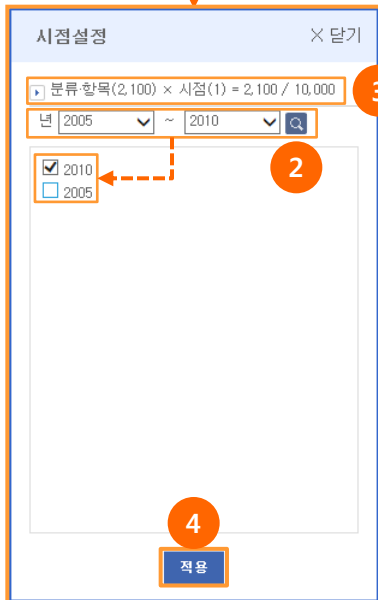 시점설정 × 닫기
분류·항목(2,100) × 시점(1) = 2,100 / 10,000
3
년 2005 ~ 2010
2
2010
2005
4
적용